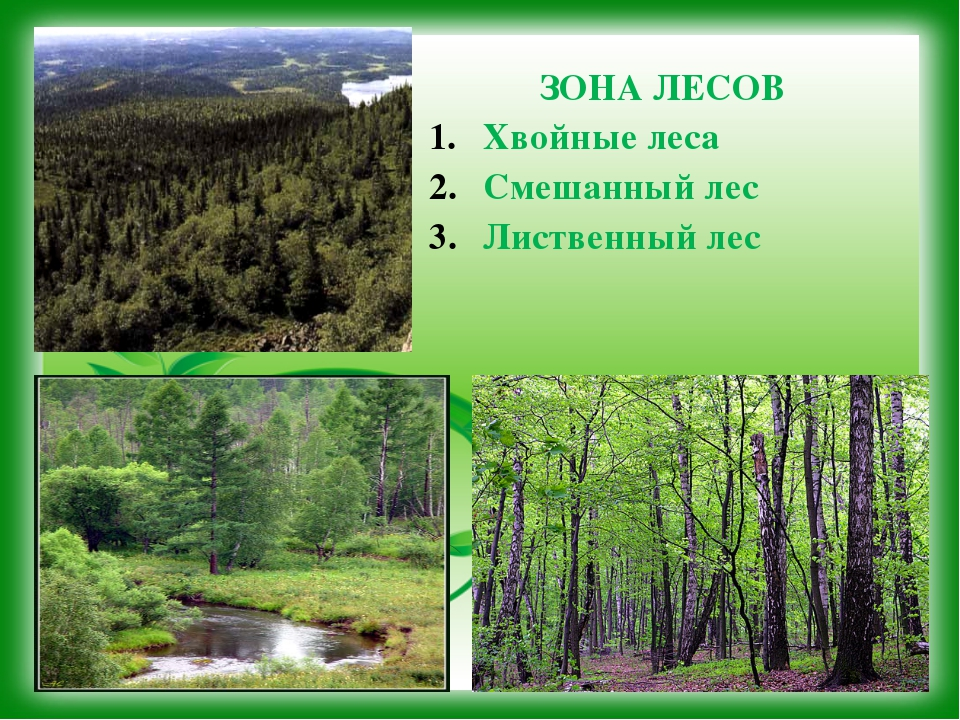 ЗОНА ЛЕСОВ
1. Хвойные леса
2. Смешанный лес
3. Лиственный лес